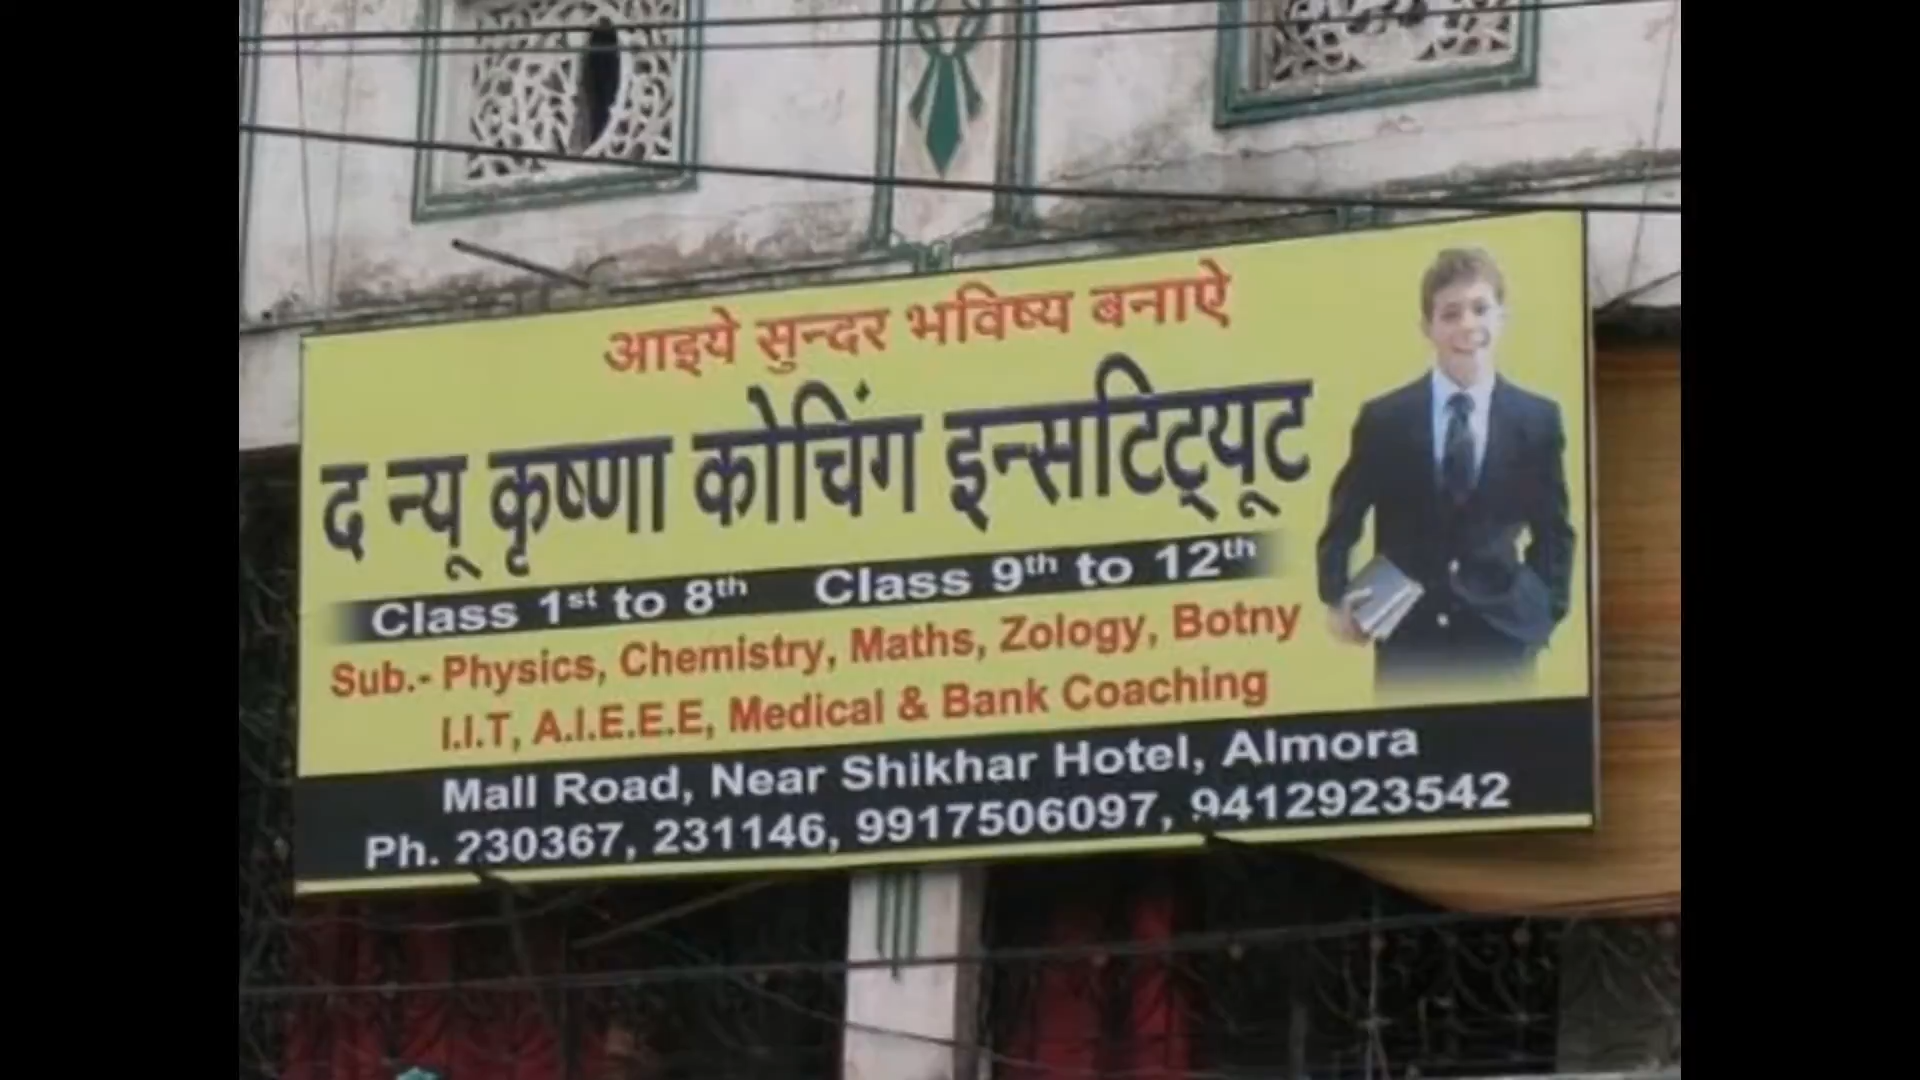 आइये सुन्दर भविष्य बनाऐ
द न्यू कृष्णा कोचिंग इन्सटिट्यूट
Class 1st to 8th Class 9th to 12th
Sub.- Physics, Chemistry, Maths, Zology, Botny
I.I.T, A.I.E.E.E, Medical & Bank Coaching
Mall Road, Near Shikhar Hotel, Almora
Ph. 230367, 231146, 9917506097, 9412923542